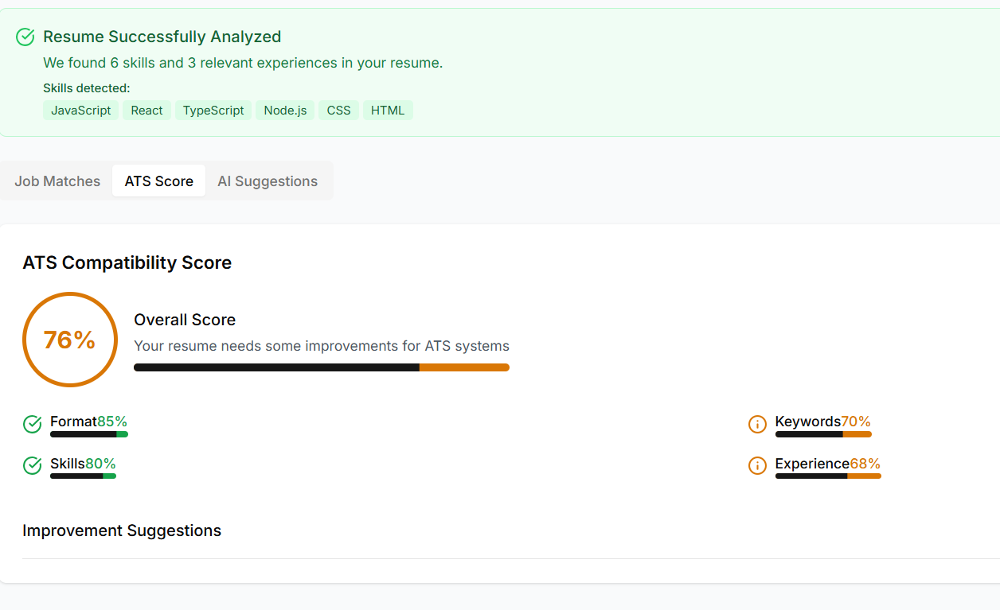 Resume Successfully Analyzed
We found 6 skills and 3 relevant experiences in your resume.
Skills detected:
JavaScript React TypeScript Node.js CSS HTML
Job Matches ATS Score AI Suggestions
ATS Compatibility Score
76%
Overall Score
Your resume needs some improvements for ATS systems
Format85% Keywords70%
Skills80% Experience68%
Improvement Suggestions